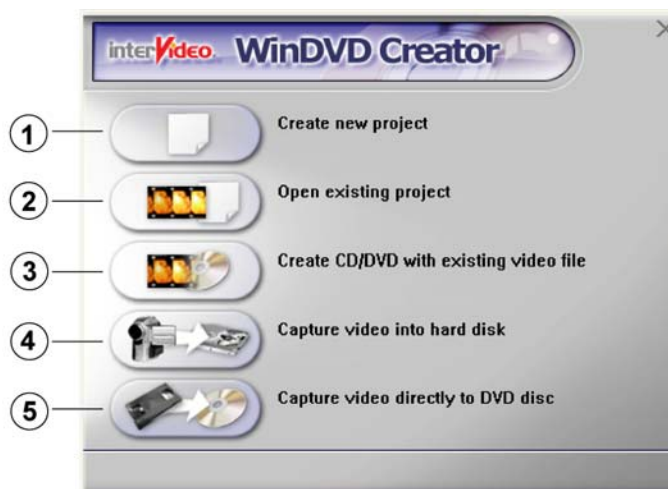 interVideo. WinDVD Creator
1 Create new project
2 Open existing project
3 Create CD/DVD with existing video file
4 Capture video into hard disk
5 Capture video directly to DVD disc